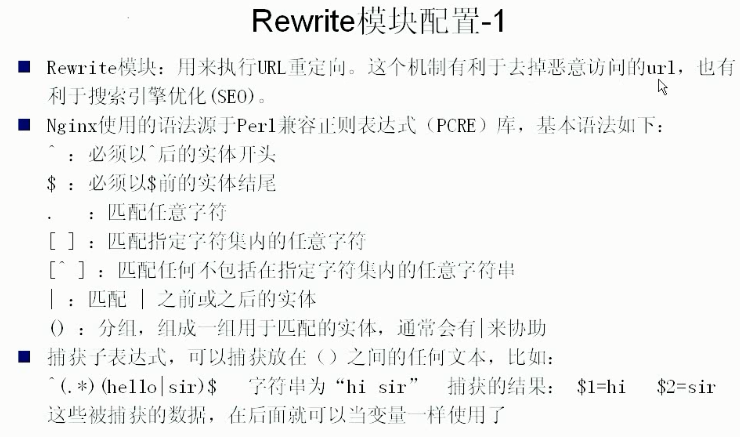 Rewrite模块配置-1
■ Rewrite模块：用来执行URL重定向。这个机制有利于去掉恶意访问的url，也有
利于搜索引擎优化(SEO)。
■ Nginx使用的语法源于Perl兼容正则表达式（PCRE）库，基本语法如下：
^ ：必须以^后的实体开头
$ ：必须以$前的实体结尾
. ：匹配任意字符
[ ]：匹配指定字符集内的任意字符
[^ ]：匹配任何不包括在指定字符集内的任意字符串
| ：匹配 | 之前或之后的实体
()：分组，组成一组用于匹配的实体，通常会有|来协助
■ 捕获子表达式，可以捕获放在（）之间的任何文本，比如：
^(.*)(hello|sir)$ 字符串为“hi sir” 捕获的结果： $1=hi $2=sir
这些被捕获的数据，在后面就可以当变量一样使用了